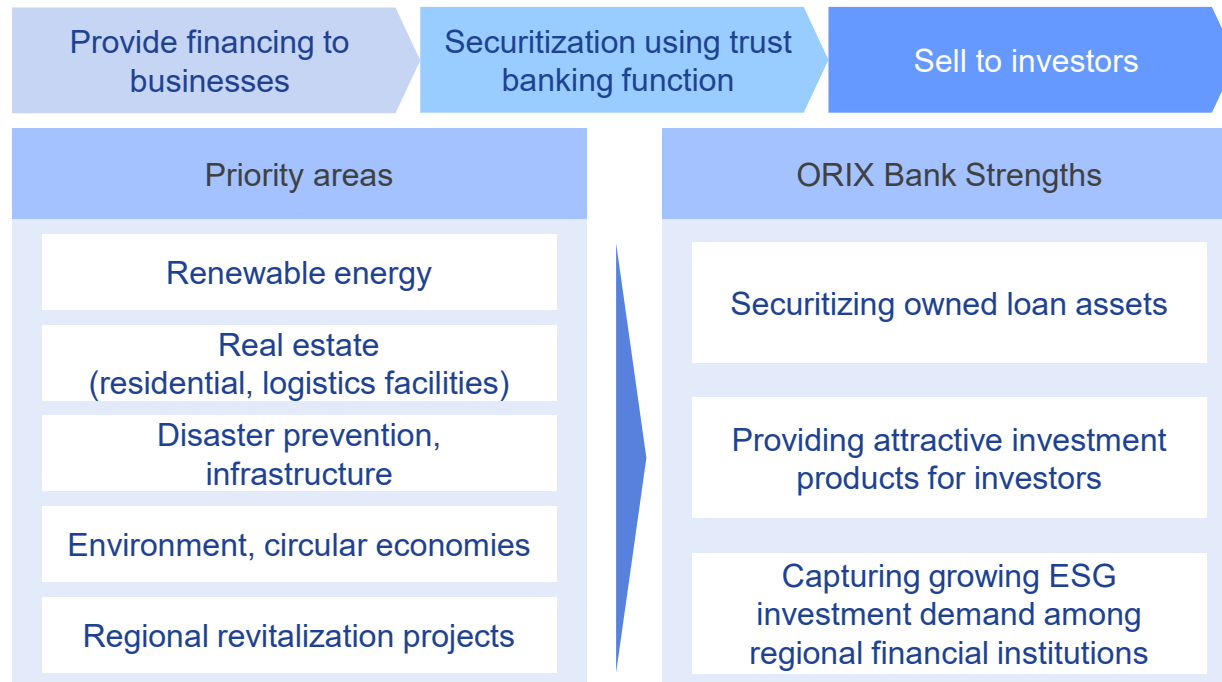 Provide financing to
businesses
Securitization using trust
banking function
Sell to investors
Priority areas
Renewable energy
Real estate
(residential, logistics facilities)
Disaster prevention,
infrastructure
Environment, circular economies
Regional revitalization projects
ORIX Bank Strengths
Securitizing owned loan assets
Providing attractive investment
products for investors
Capturing growing ESG
investment demand among
regional financial institutions